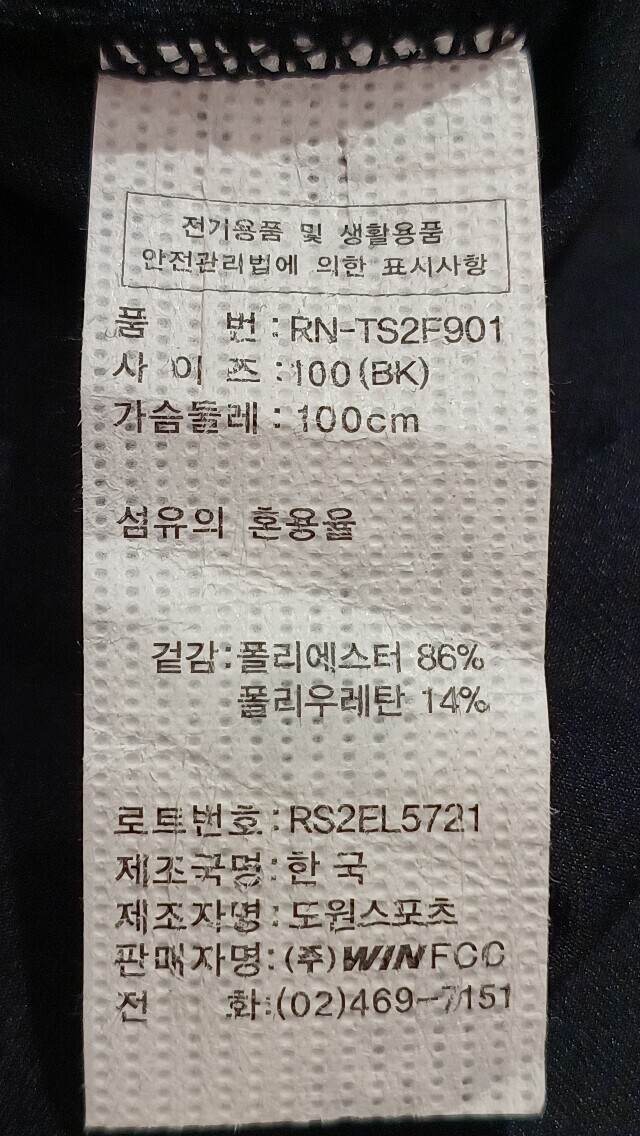 전기용품 및 생활용품
안전관리법에 의한 표시사항
품 번 : RN-TS2F901
사 이 즈 : 100(BK)
가슴둘레 : 100cm
섬유의 혼용율
겉감:폴리에스터 86%
폴리우레탄 14%
로트번호:RS2EL5721
제조국명:한 국
제조자명:도원스포츠
판매자명:(주)WINFCC
전 화:(02)469-7151